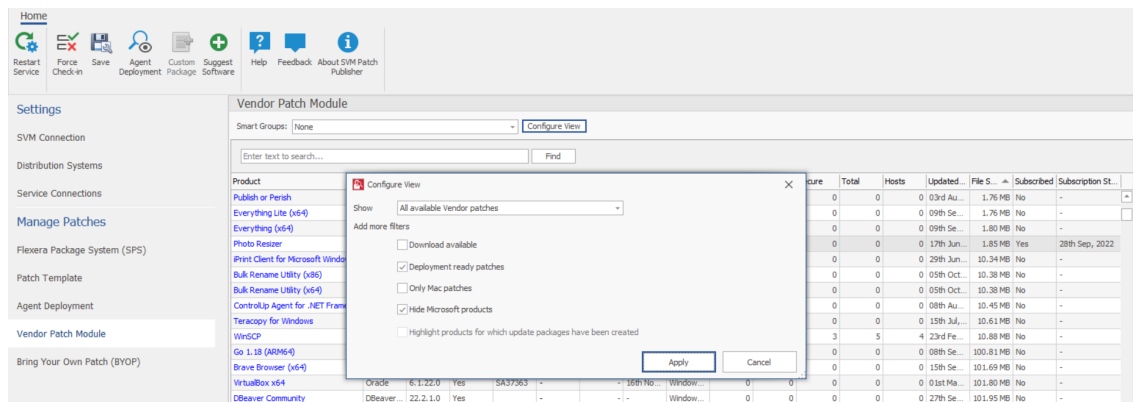 Home
Restart Service
Force Check-in
Save
Agent Deployment
Custom Package
Suggest Software
Help
Feedback
About SVM Patch Publisher
Settings
SVM Connection
Distribution Systems
Service Connections
Manage Patches
Flexera Package System (SPS)
Patch Template
Agent Deployment
Vendor Patch Module
Bring Your Own Patch (BYOP)
Vendor Patch Module
Smart Groups: None Configure View
Enter text to search... Find
Product ecure Total Hosts Updated... File S... Subscribed Subscription St...
Publish or Perish 0 0 0 03rd Au... 1.76 MB No -
Everything Lite (x64) 0 0 0 09th Se... 1.76 MB No -
Everything (x64) 0 0 0 09th Se... 1.80 MB No -
Photo Resizer 0 0 0 17th Jun... 1.85 MB Yes 28th Sep, 2022
iPrint Client for Microsoft Windo 0 0 0 29th Jun... 10.34 MB No -
Bulk Rename Utility (x86) 0 0 0 05th Oct... 10.38 MB No -
Bulk Rename Utility (x64) 0 0 0 05th Oct... 10.38 MB No -
ControlUp Agent for .NET Frame 0 0 0 08th Au... 10.45 MB No -
Teracopy for Windows 0 0 0 15th Jul,... 10.61 MB No -
WinSCP 3 5 4 23rd Fe... 10.88 MB No -
Go 1.18 (ARM64) 0 0 0 08th Se... 100.81 MB No -
Brave Browser (x64) 0 0 0 15th Se... 101.69 MB No -
VirtualBox x64 Oracle 6.1.22.0 Yes SA37363 - - 16th No... Window... 0 0 0 0 01st Ma... 101.80 MB No -
DBeaver Community DBeaver... 22.2.1.0 Yes - - - Window... 0 0 0 0 27th Se... 101.95 MB No -
Configure View
Show All available Vendor patches
Add more filters
Download available
Deployment ready patches
Only Mac patches
Hide Microsoft products
Highlight products for which update packages have been created
Apply Cancel